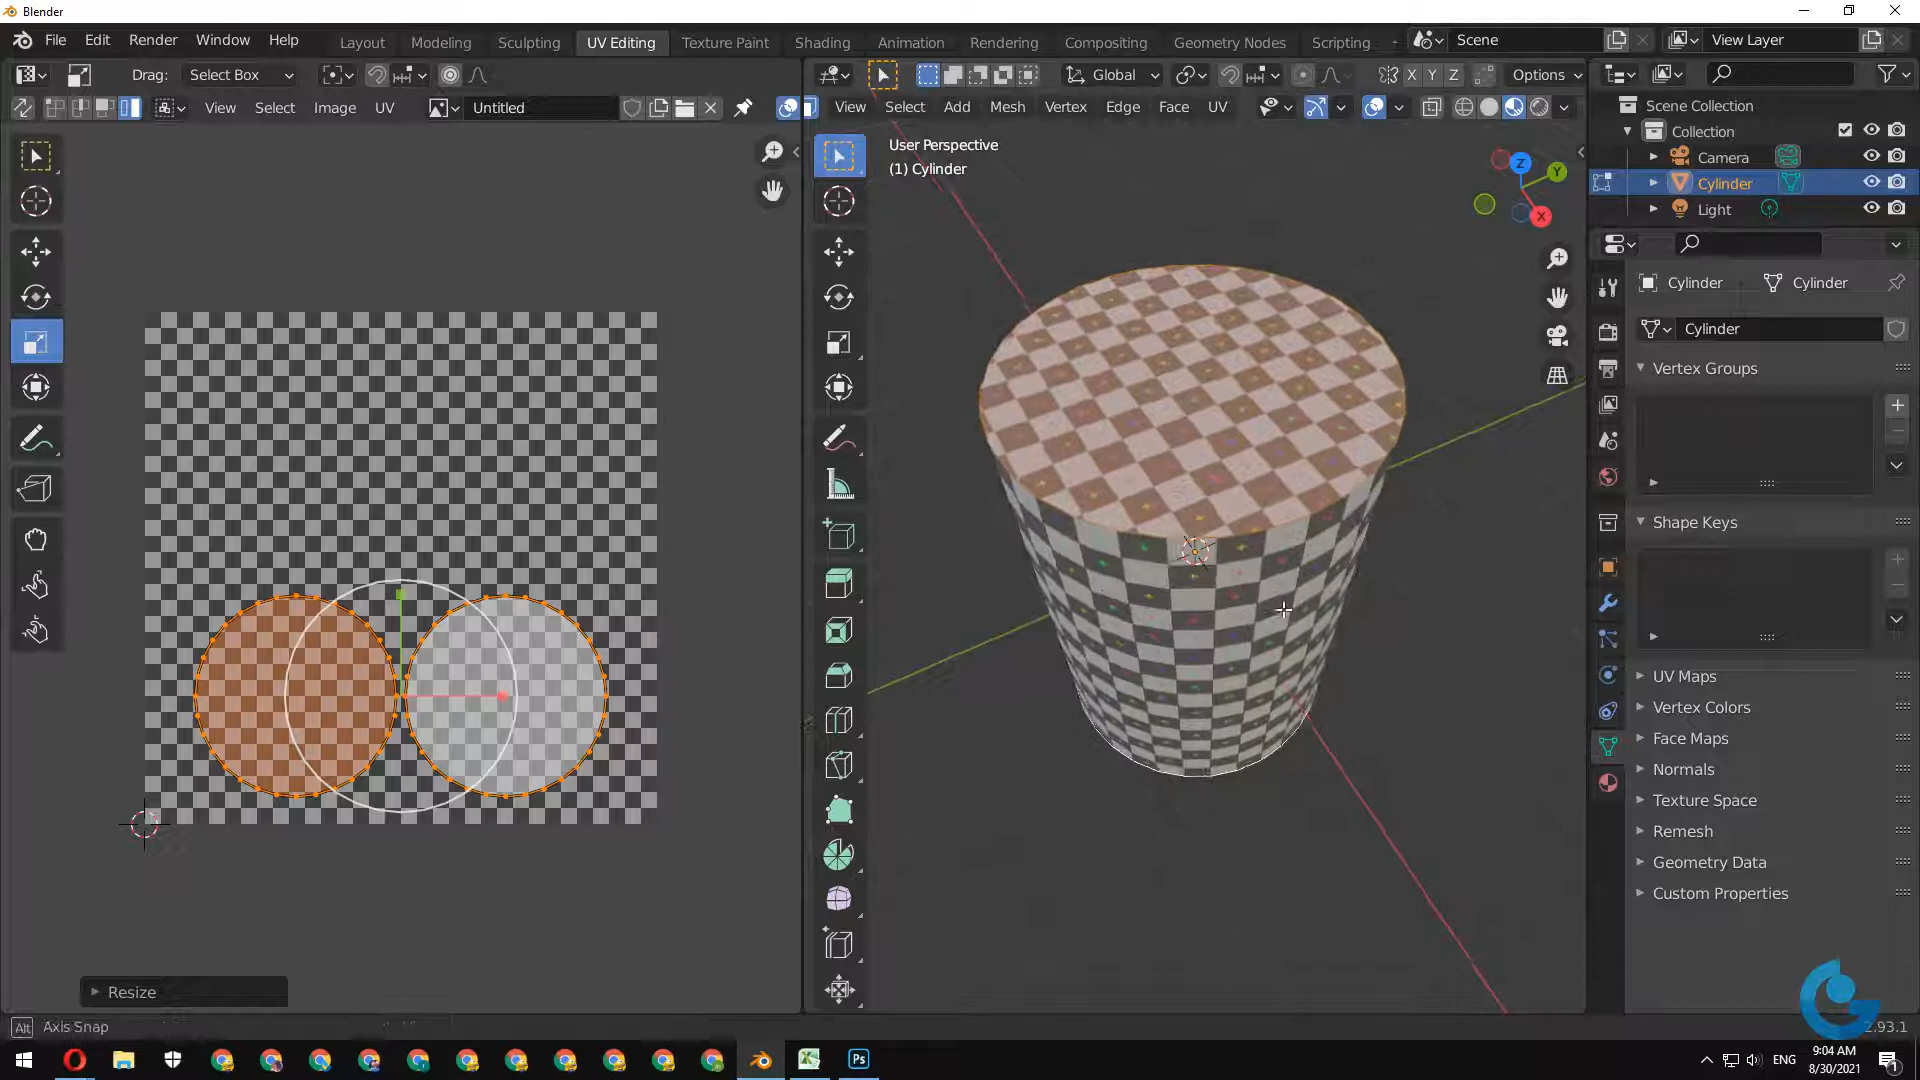 Blender
File Edit Render Window Help
Layout Modeling Sculpting UV Editing Texture Paint Shading Animation Rendering Compositing Geometry Nodes Scripting
Scene
View Layer
Drag: Select Box
Global
X Y Z
Options
View Select Image UV
Untitled
View Select Add Mesh Vertex Edge Face UV
Scene Collection
Collection
Camera
Cylinder
Light
User Perspective
(1) Cylinder
Z
Y
X
Cylinder
Cylinder
Cylinder
Vertex Groups
Shape Keys
UV Maps
Vertex Colors
Face Maps
Normals
Texture Space
Remesh
Geometry Data
Custom Properties
Resize
Alt Axis Snap
2.93.1
Ps
ENG
9:04 AM
8/30/2021
1